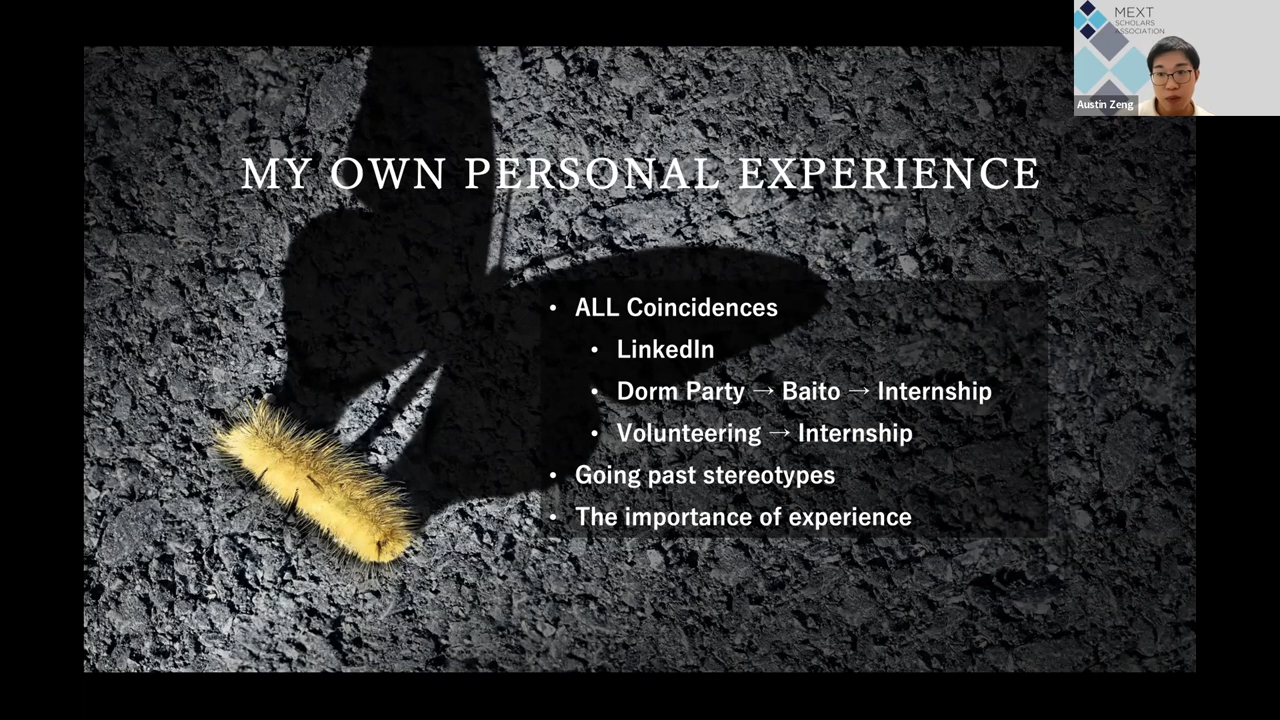 MEXT
SCHOLARS
ASSOCIATION
Austin Zeng
MY OWN PERSONAL EXPERIENCE
• ALL Coincidences
• LinkedIn
• Dorm Party → Baito → Internship
• Volunteering → Internship
• Going past stereotypes
• The importance of experience